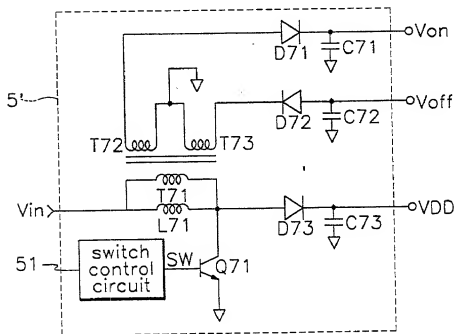 Von
D71
C71
5'
Voff
T72
T73
D72
C72
T71
Vin
VDD
L71
D73
C73
51
switch
control
circuit
SW
Q71